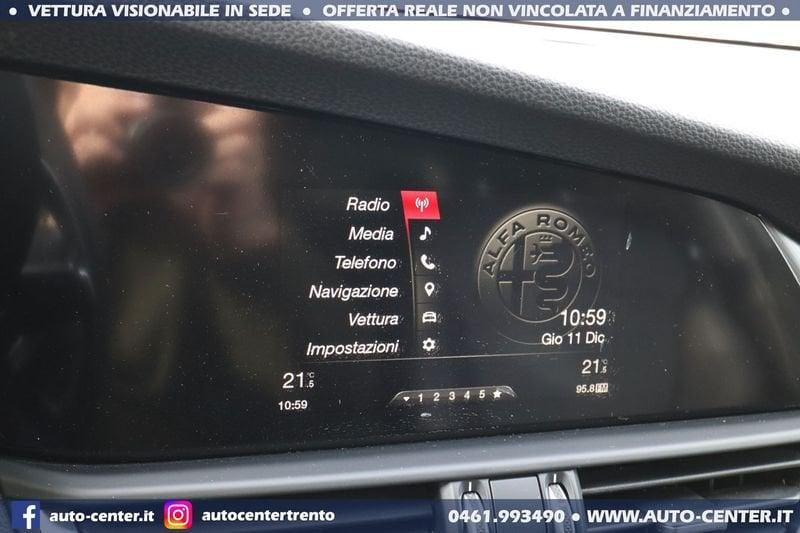 • VETTURA VISIONABILE IN SEDE • OFFERTA REALE NON VINCOLATA A FINANZIAMENTO •
Radio
Media
Telefono
Navigazione
Vettura
Impostazioni
ALFA ROMEO
10:59
Gio 11 Dic
21.5 °C
10:59
1 2 3 4 5
21.5 °C
95.8 FM
auto-center.it autocentertrento 0461.993490 • WWW.AUTO-CENTER.IT